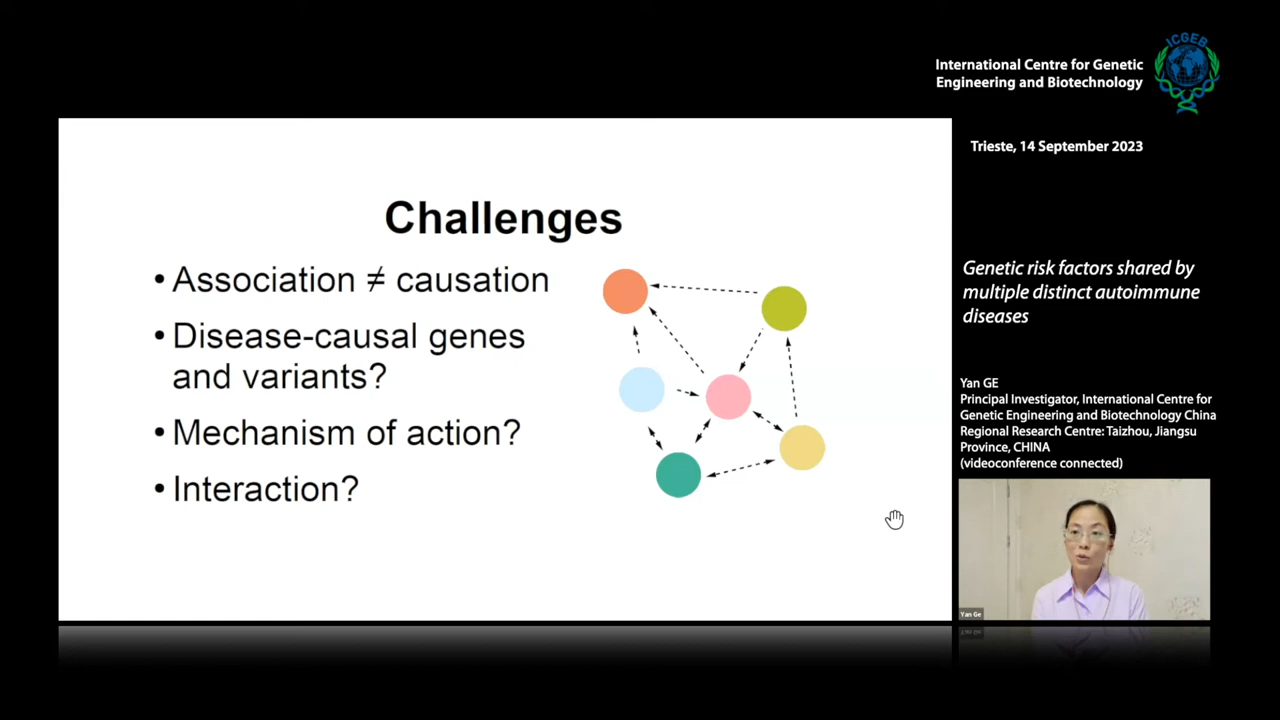 ICGEB
International Centre for Genetic
Engineering and Biotechnology
Trieste, 14 September 2023
Challenges
• Association ≠ causation
• Disease-causal genes
and variants?
• Mechanism of action?
• Interaction?
Genetic risk factors shared by
multiple distinct autoimmune
diseases
Yan GE
Principal Investigator, International Centre for
Genetic Engineering and Biotechnology China
Regional Research Centre: Taizhou, Jiangsu
Province, CHINA
(videoconference connected)
Yan Ge